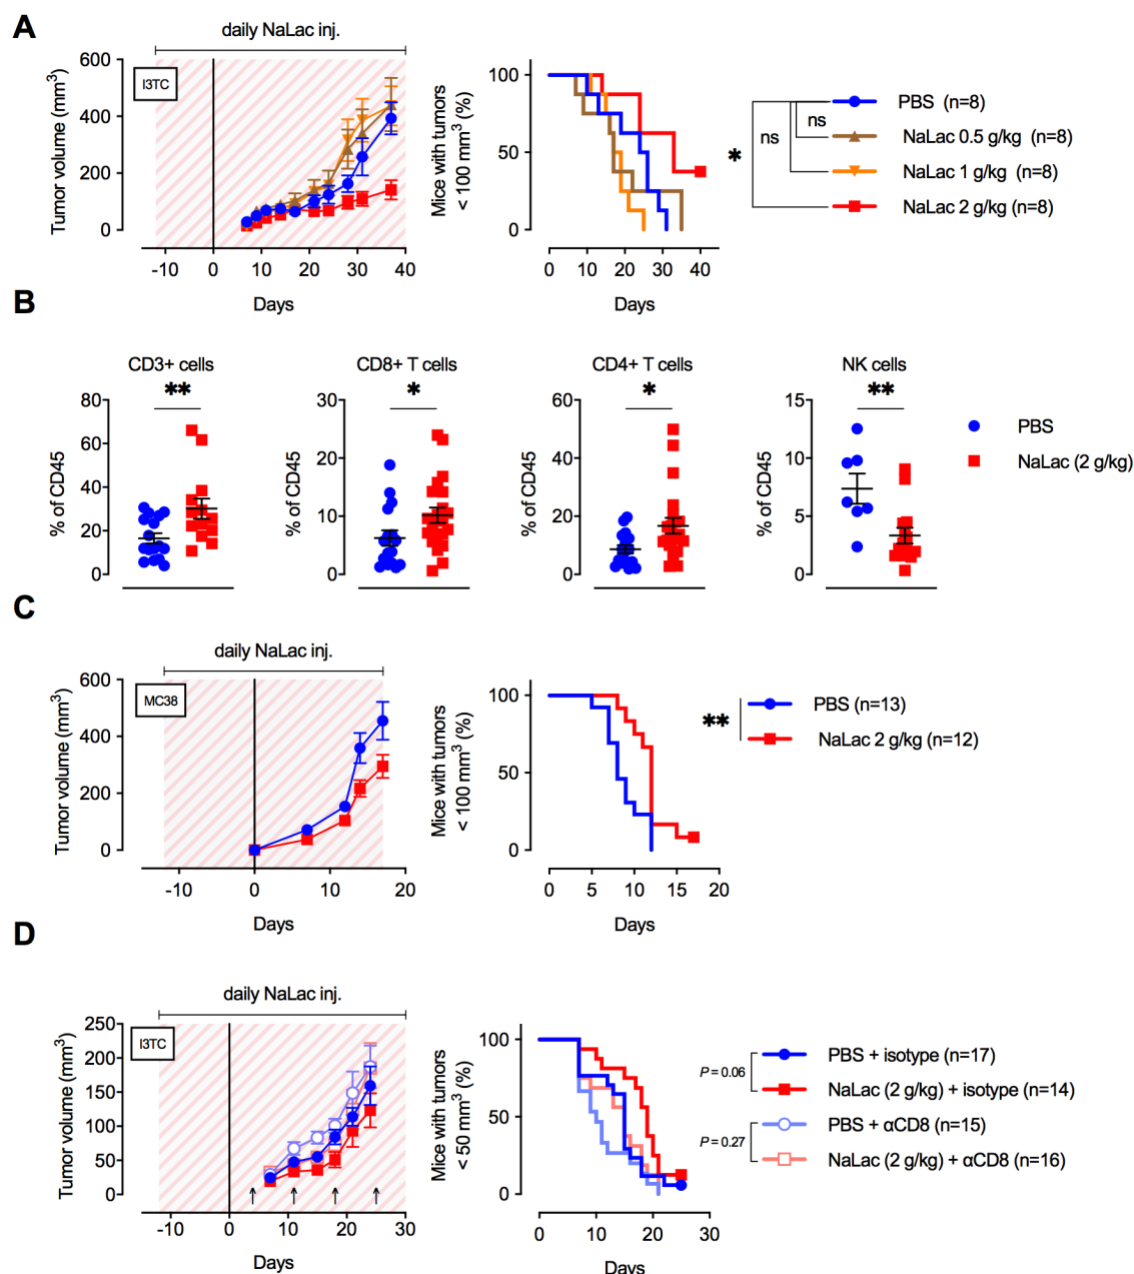 A
daily NaLac inj.
I3TC
Tumor volume (mm³)
600
400
200
0
-10 0 10 20 30 40
Days
Mice with tumors
< 100 mm³ (%)
100
50
0
0 10 20 30 40
Days
PBS (n=8)
NaLac 0.5 g/kg (n=8)
NaLac 1 g/kg (n=8)
NaLac 2 g/kg (n=8)
ns
ns
*
B
CD3+ cells
**
% of CD45
80
60
40
20
0
CD8+ T cells
*
% of CD45
30
20
10
0
CD4+ T cells
*
% of CD45
60
40
20
0
NK cells
**
% of CD45
15
10
5
0
PBS
NaLac (2 g/kg)
C
daily NaLac inj.
MC38
Tumor volume (mm³)
600
400
200
0
-10 0 10 20
Days
Mice with tumors
< 100 mm³ (%)
100
50
0
0 5 10 15 20
Days
**
PBS (n=13)
NaLac 2 g/kg (n=12)
D
daily NaLac inj.
I3TC
Tumor volume (mm³)
250
200
150
100
50
0
-10 0 10 20 30
Days
Mice with tumors
< 50 mm³ (%)
100
50
0
0 10 20 30
Days
P = 0.06
PBS + isotype (n=17)
NaLac (2 g/kg) + isotype (n=14)
P = 0.27
PBS + αCD8 (n=15)
NaLac (2 g/kg) + αCD8 (n=16)